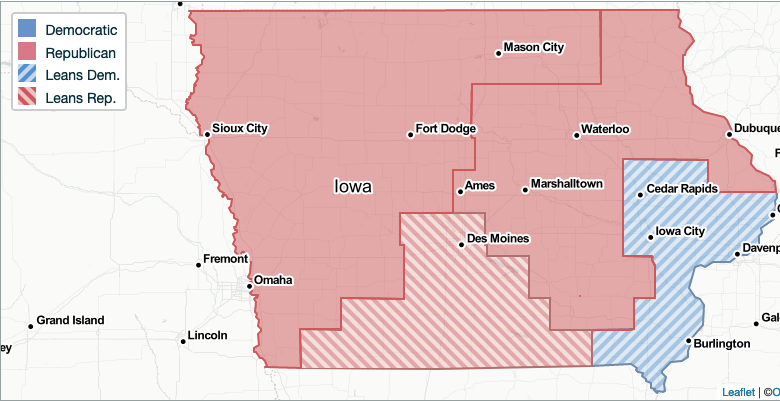 Democratic
Republican
Leans Dem.
Leans Rep.
Mason City
Sioux City
Fort Dodge
Waterloo
Dubuque
F
Iowa
Ames
Marshalltown
Cedar Rapids
Des Moines
Iowa City
Davenp
Fremont
Omaha
Grand Island
Lincoln
ey
Gal
Burlington
Leaflet | ©O